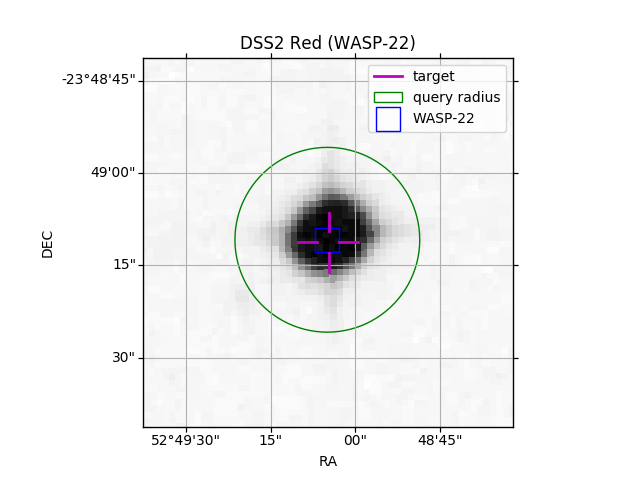 DSS2 Red (WASP-22)
target
query radius
WASP-22
-23°48'45"
49'00"
15"
30"
DEC
52°49'30"
15"
00"
48'45"
RA